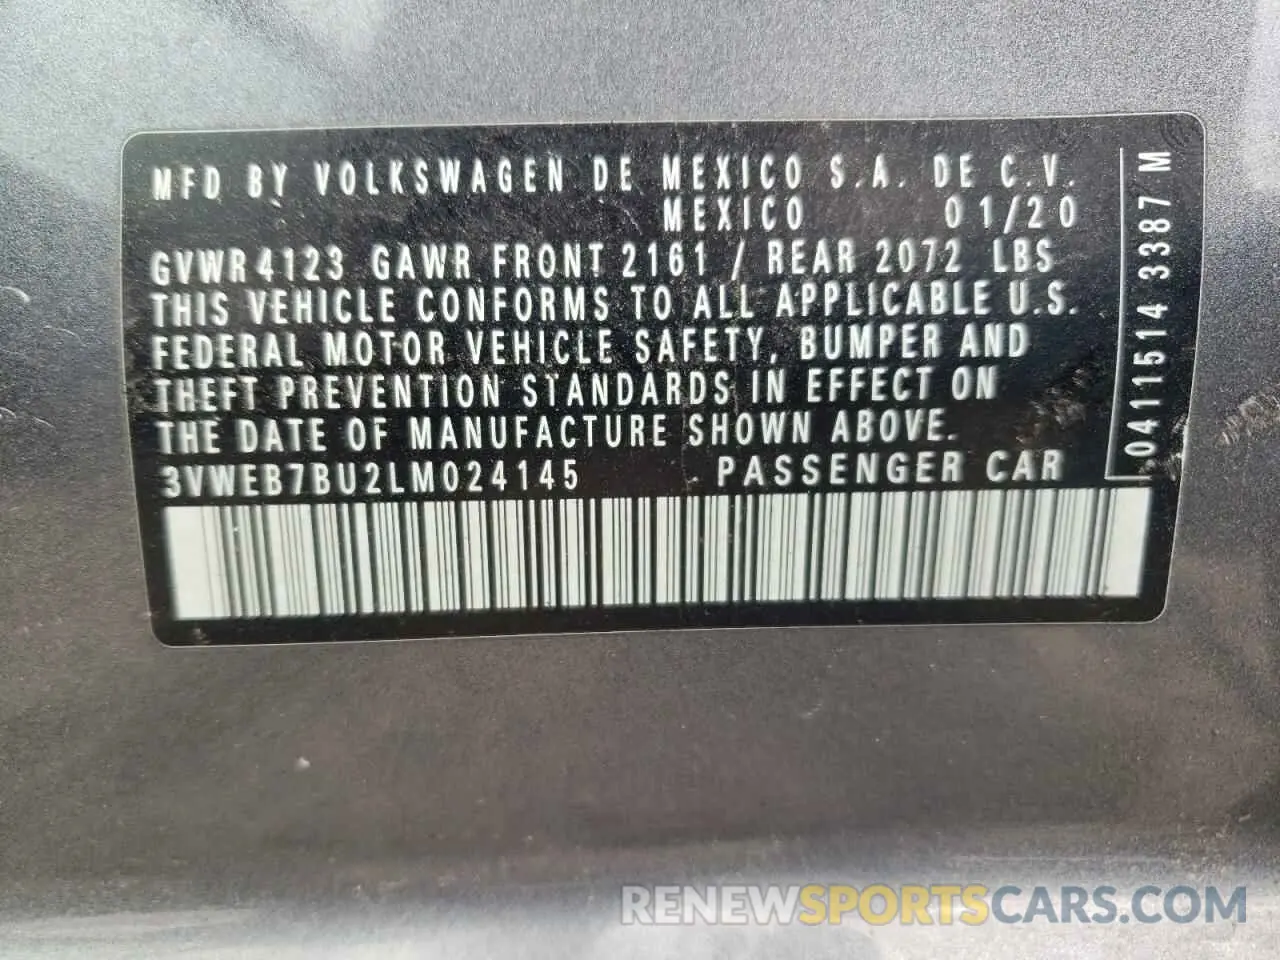 MFD BY VOLKSWAGEN DE MEXICO S.A. DE C.V.
MEXICO 01/20
GVWR 4123 GAWR FRONT 2161 / REAR 2072 LBS
THIS VEHICLE CONFORMS TO ALL APPLICABLE U.S.
FEDERAL MOTOR VEHICLE SAFETY, BUMPER AND
THEFT PREVENTION STANDARDS IN EFFECT ON
THE DATE OF MANUFACTURE SHOWN ABOVE.
3VWEB7BU2LM024145 PASSENGER CAR
0411514 3387 M
RENEWSPORTSCARS.COM